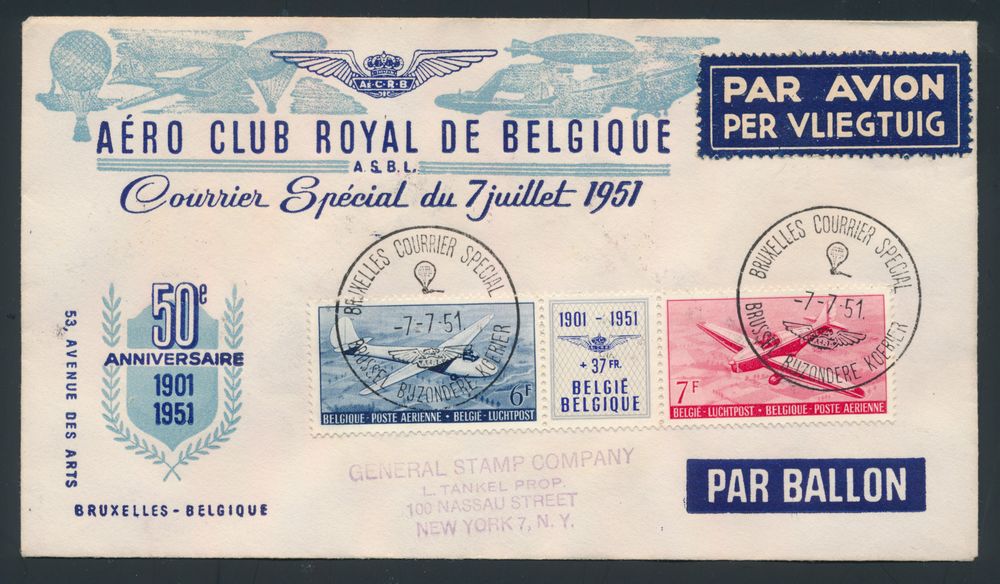 Aé·C·R·B
AÉRO CLUB ROYAL DE BELGIQUE
A.S.B.L.
Courrier Spécial du 7 juillet 1951
PAR AVION
PER VLIEGTUIG
50e
ANNIVERSAIRE
1901
1951
53, AVENUE DES ARTS
BRUXELLES - BELGIQUE
BRUXELLES COURRIER SPECIAL
-7-7-51.
BRUSSEL BIJZONDERE KOERIER
6F
BELGIQUE·POSTE AERIENNE · BELGIE·LUCHTPOST
1901 - 1951
+ 37 FR.
BELGIË
BELGIQUE
BRUXELLES COURRIER SPECIAL
-7-7-51.
BRUSSEL BIJZONDERE KOERIER
7F
BELGIE·LUCHTPOST · BELGIQUE·POSTE AERIENNE
GENERAL STAMP COMPANY
L. TANKEL PROP.
100 NASSAU STREET
NEW YORK 7, N. Y.
PAR BALLON